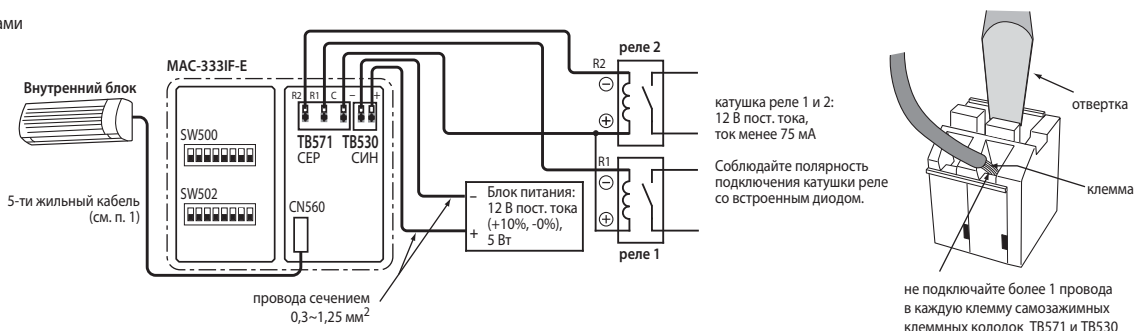 ами
Внутренний блок
5-ти жильный кабель
(см. п. 1)
MAC-333IF-E
SW500
SW502
R2 R1 C − +
TB571 TB530
СЕР СИН
CN560
провода сечением
0,3~1,25 мм²
−
+
Блок питания:
12 В пост. тока
(+10%, -0%),
5 Вт
реле 2
R2
−
+
R1
−
+
реле 1
катушка реле 1 и 2:
12 В пост. тока,
ток менее 75 мА
Соблюдайте полярность
подключения катушки реле
со встроенным диодом.
отвертка
клемма
не подключайте более 1 провода
в каждую клемму самозажимных
клеммных колодок TB571 и TB530